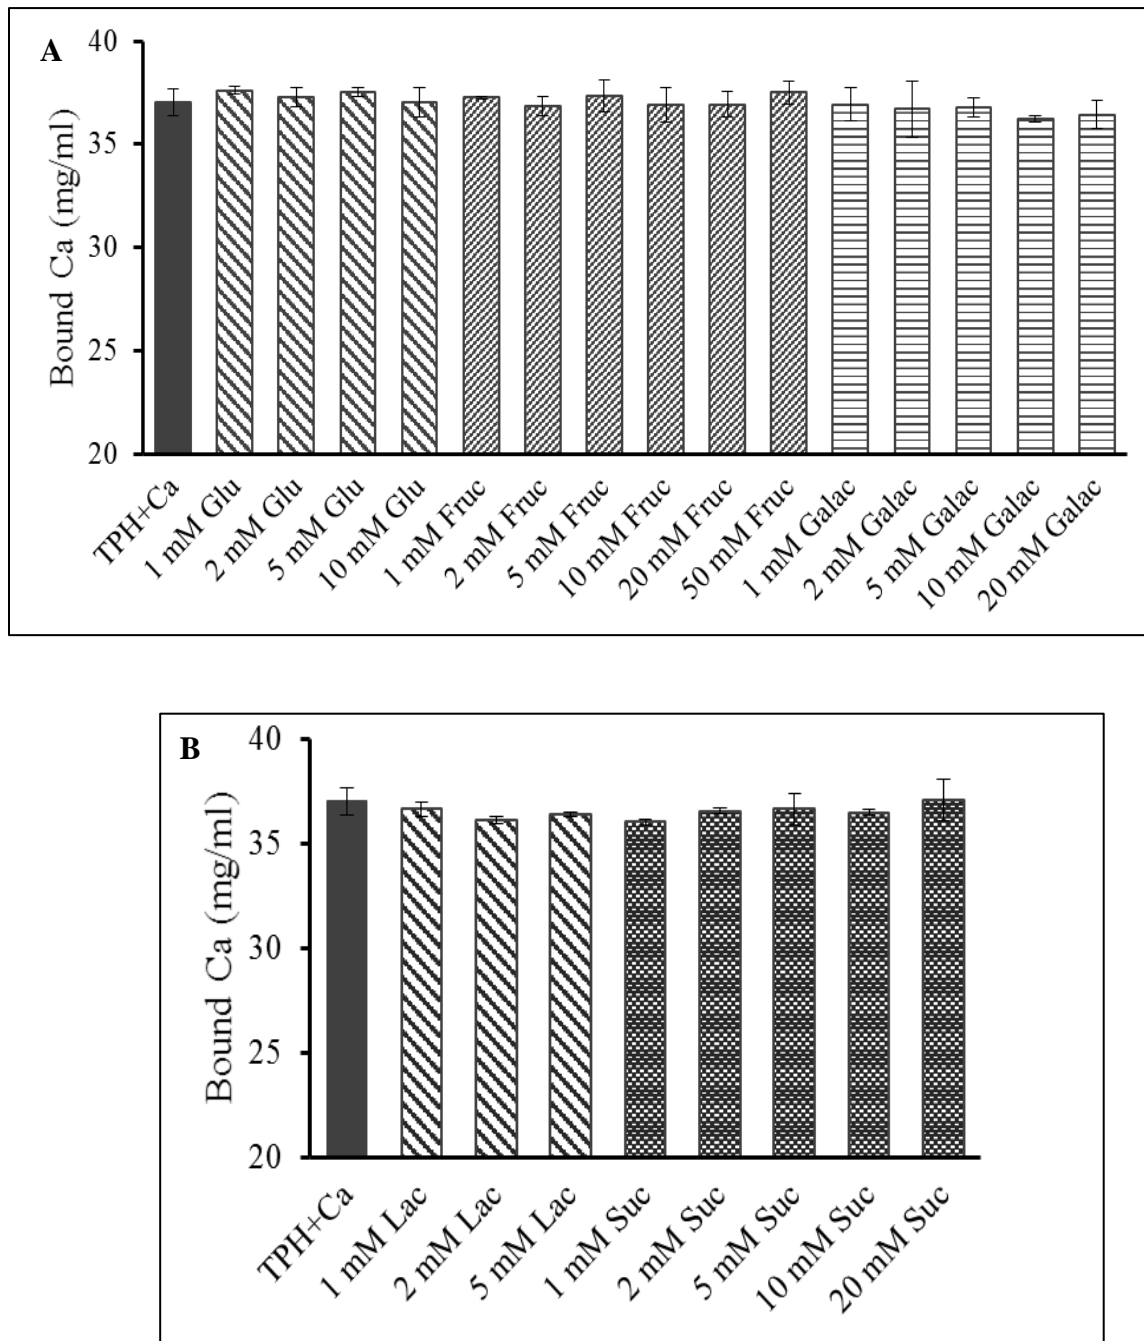 A
Bound Ca (mg/ml)
40
35
30
25
20
TPH+Ca
1 mM Glu
2 mM Glu
5 mM Glu
10 mM Glu
1 mM Fruc
2 mM Fruc
5 mM Fruc
10 mM Fruc
20 mM Fruc
50 mM Fruc
1 mM Galac
2 mM Galac
5 mM Galac
10 mM Galac
20 mM Galac
B
Bound Ca (mg/ml)
40
35
30
25
20
TPH+Ca
1 mM Lac
2 mM Lac
5 mM Lac
1 mM Suc
2 mM Suc
5 mM Suc
10 mM Suc
20 mM Suc